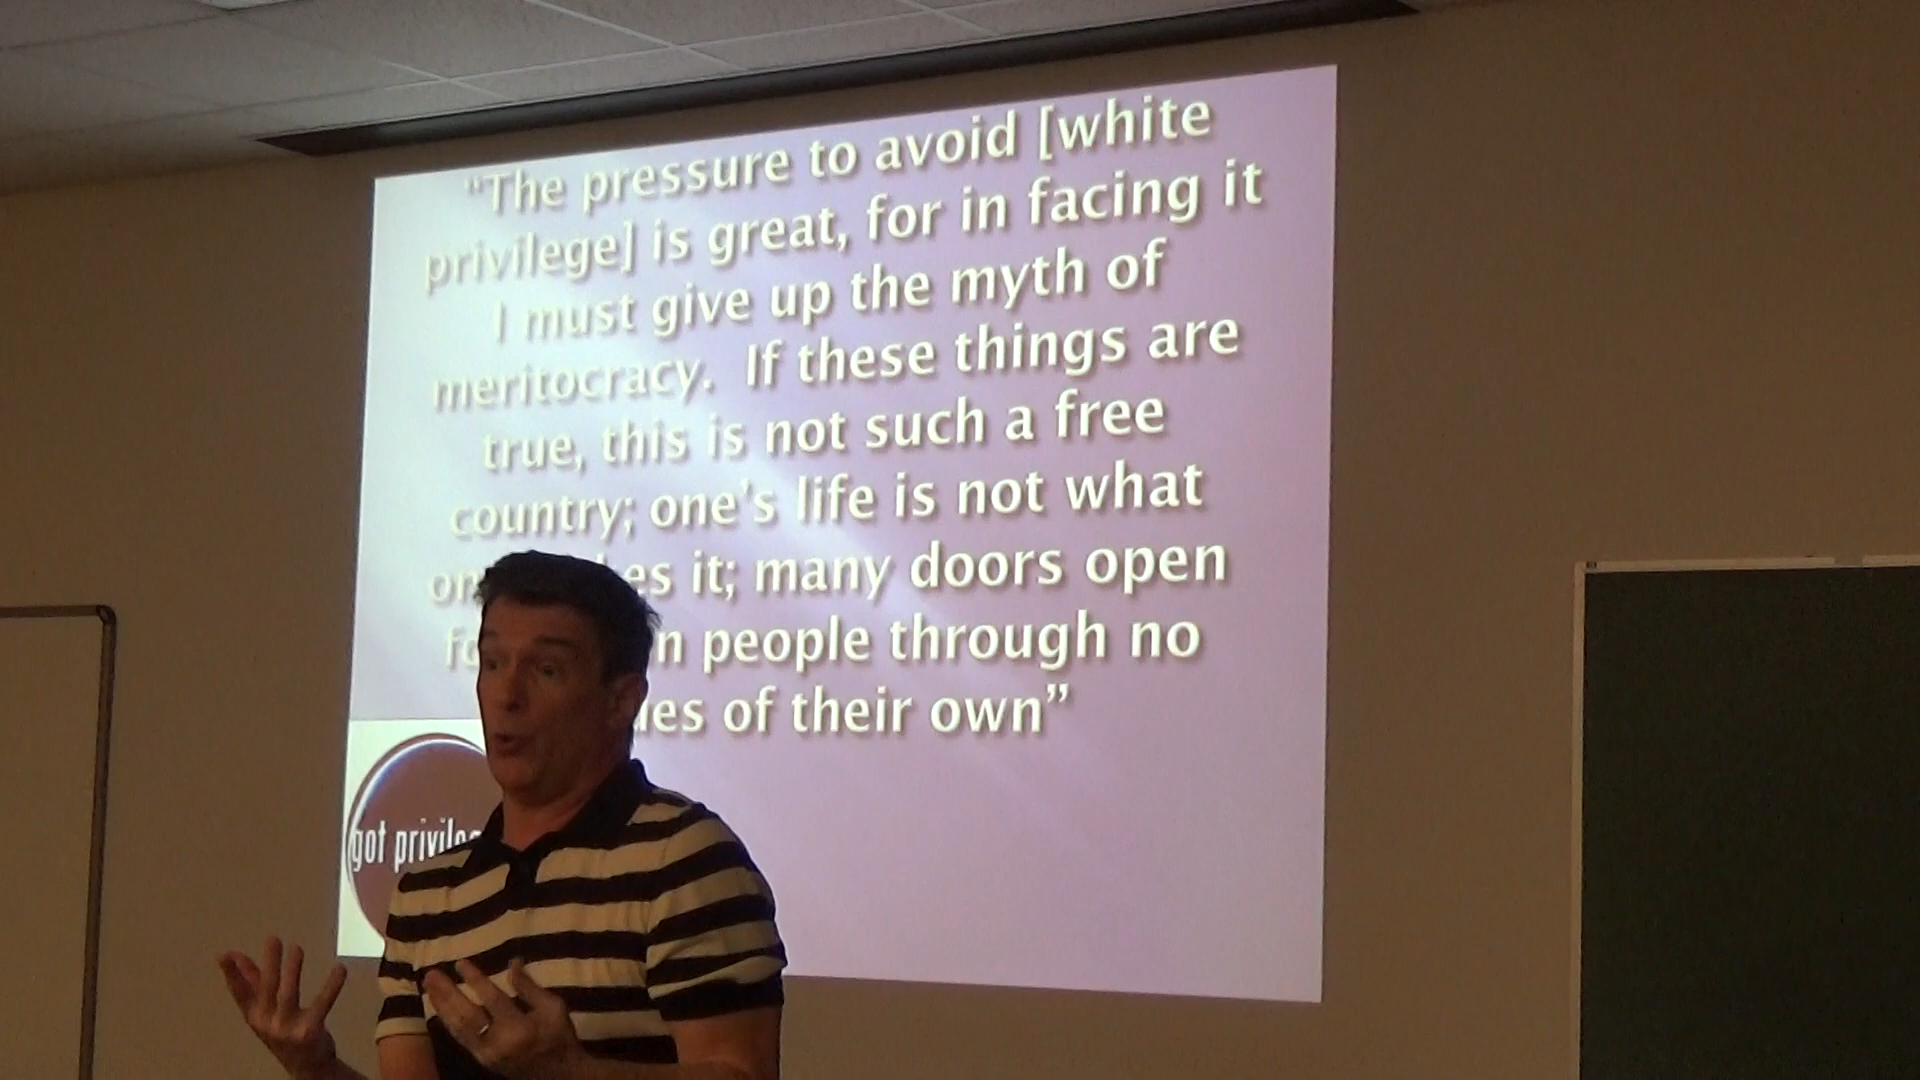 "The pressure to avoid [white
privilege] is great, for in facing it
I must give up the myth of
meritocracy. If these things are
true, this is not such a free
country; one's life is not what
it; many doors open
people through no
of their own"
got